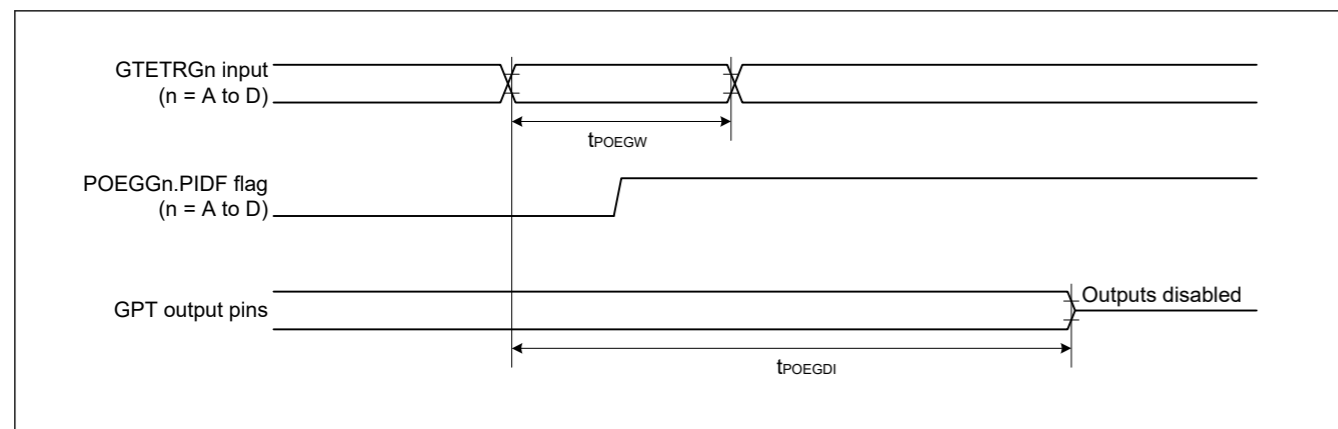 GTETRGn input
(n = A to D)
tPOEGW
POEGGn.PIDF flag
(n = A to D)
GPT output pins
Outputs disabled
tPOEGDI